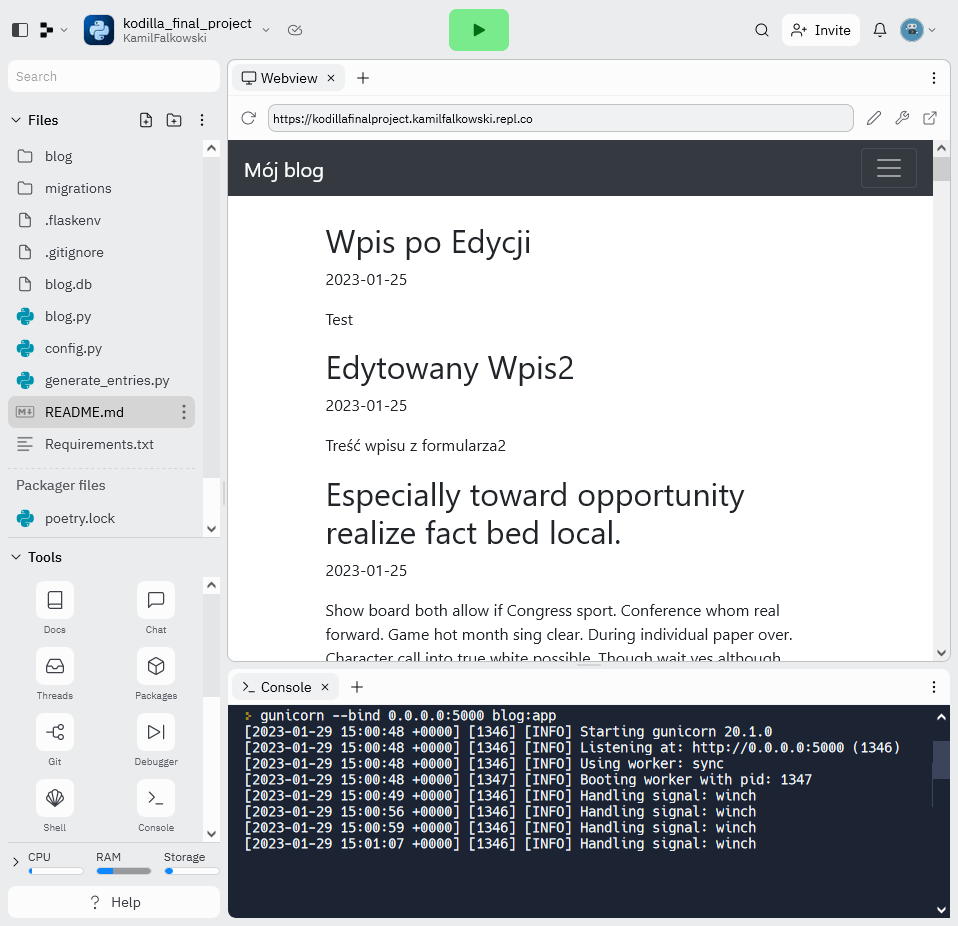 kodilla_final_project
KamilFalkowski
Invite
Search
Files
blog
migrations
.flaskenv
.gitignore
blog.db
blog.py
config.py
generate_entries.py
README.md
Requirements.txt
Packager files
poetry.lock
Tools
Docs
Chat
Threads
Packages
Git
Debugger
Shell
Console
CPU
RAM
Storage
? Help
Webview
https://kodillafinalproject.kamilfalkowski.repl.co
Mój blog
Wpis po Edycji
2023-01-25
Test
Edytowany Wpis2
2023-01-25
Treść wpisu z formularza2
Especially toward opportunity
realize fact bed local.
2023-01-25
Show board both allow if Congress sport. Conference whom real
forward. Game hot month sing clear. During individual paper over.
Character call into true white possible. Though wait yes although
Console
gunicorn --bind 0.0.0.0:5000 blog:app
[2023-01-29 15:00:48 +0000] [1346] [INFO] Starting gunicorn 20.1.0
[2023-01-29 15:00:48 +0000] [1346] [INFO] Listening at: http://0.0.0.0:5000 (1346)
[2023-01-29 15:00:48 +0000] [1346] [INFO] Using worker: sync
[2023-01-29 15:00:48 +0000] [1347] [INFO] Booting worker with pid: 1347
[2023-01-29 15:00:49 +0000] [1346] [INFO] Handling signal: winch
[2023-01-29 15:00:56 +0000] [1346] [INFO] Handling signal: winch
[2023-01-29 15:00:59 +0000] [1346] [INFO] Handling signal: winch
[2023-01-29 15:01:07 +0000] [1346] [INFO] Handling signal: winch